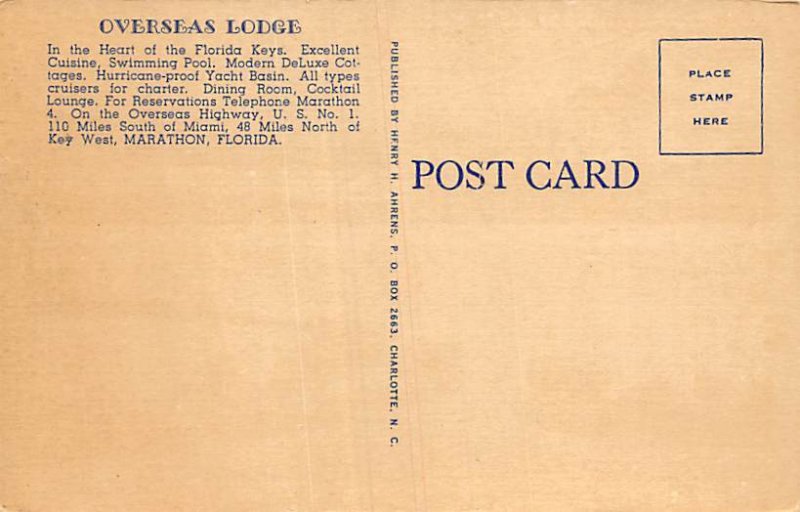 OVERSEAS LODGE
In the Heart of the Florida Keys. Excellent
Cuisine, Swimming Pool. Modern DeLuxe Cot-
tages. Hurricane-proof Yacht Basin. All types
cruisers for charter. Dining Room, Cocktail
Lounge. For Reservations Telephone Marathon
4. On the Overseas Highway, U. S. No. 1.
110 Miles South of Miami, 48 Miles North of
Key West, MARATHON, FLORIDA.
PUBLISHED BY HENRY H. AHRENS, P. O. BOX 2663, CHARLOTTE, N. C.
POST CARD
PLACE
STAMP
HERE